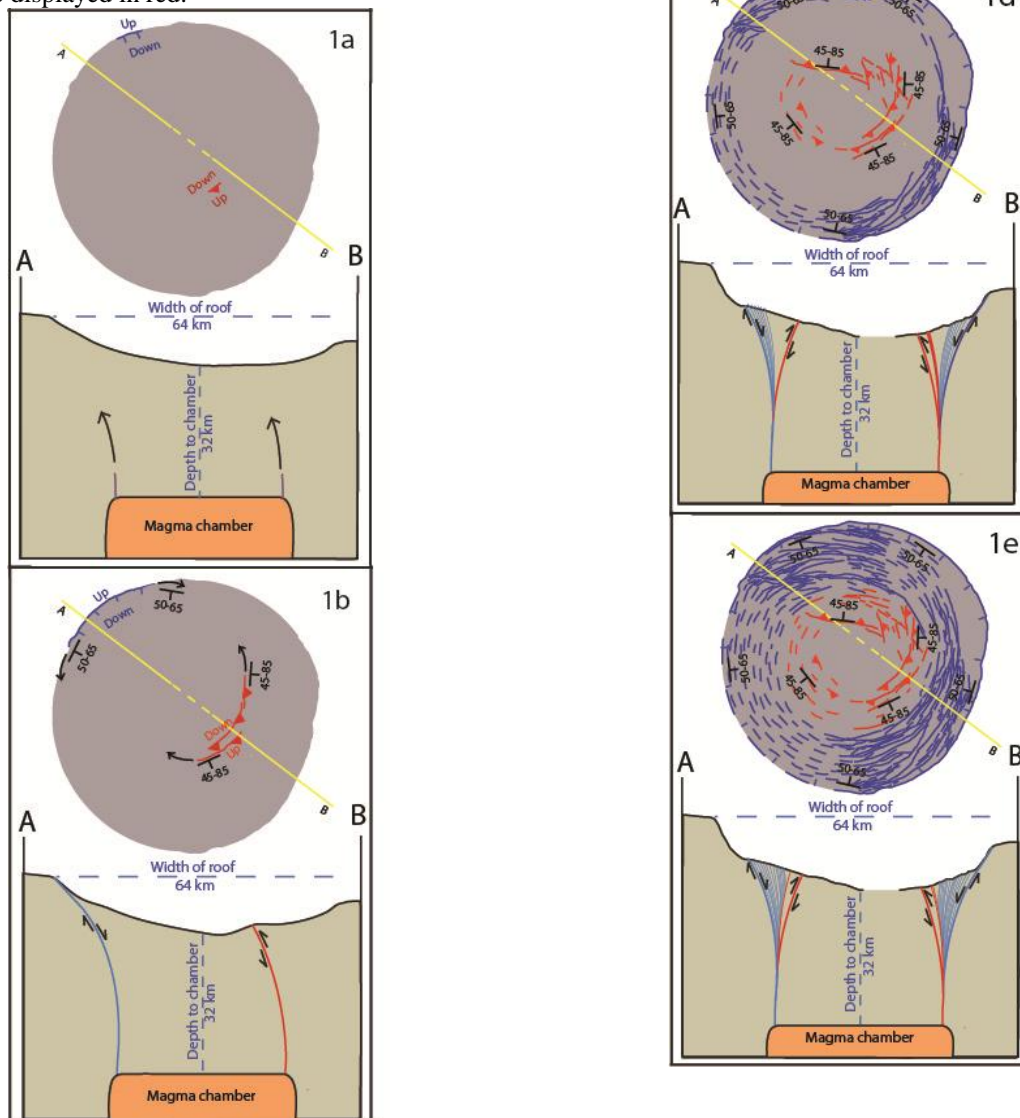 displayed in red.
1a
Up
Down
A
Down
Up
B
A
B
Width of roof
64 km
Depth to chamber
32 km
Magma chamber
1b
A
Up
Down
50-65
50-65
45-85
Down
Up
45-85
B
A
B
Width of roof
64 km
Depth to chamber
32 km
Magma chamber
50-65
45-85
45-85
50-65
45-85
50-65
45-85
50-65
B
A
B
Width of roof
64 km
Depth to chamber
32 km
Magma chamber
1e
A
50-65
50-65
45-85
45-85
50-65
45-85
50-65
45-85
50-65
B
A
B
Width of roof
64 km
Depth to chamber
32 km
Magma chamber